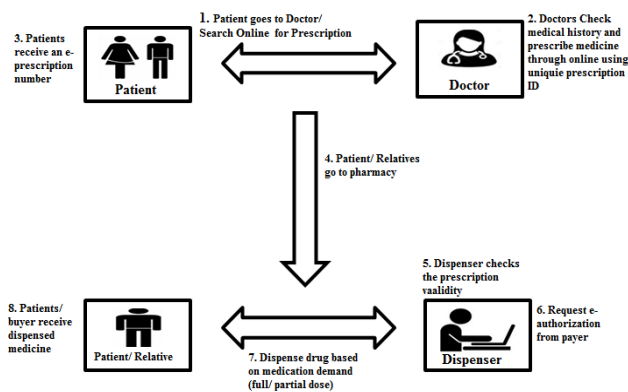 1. Patient goes to Doctor/
Search Online for Prescription
3. Patients
receive an e-
prescription
number
Patient
2. Doctors Check
medical history and
prescribe medicine
through online using
uniquie prescription
ID
Doctor
4. Patient/ Relatives
go to pharmacy
5. Dispenser checks
the prescription
vaalidity
8. Patients/
buyer receive
dispensed
medicine
Patient/ Relative
7. Dispense drug based
on medication demand
(full/ partial dose)
Dispenser
6. Request e-
authorization
from payer